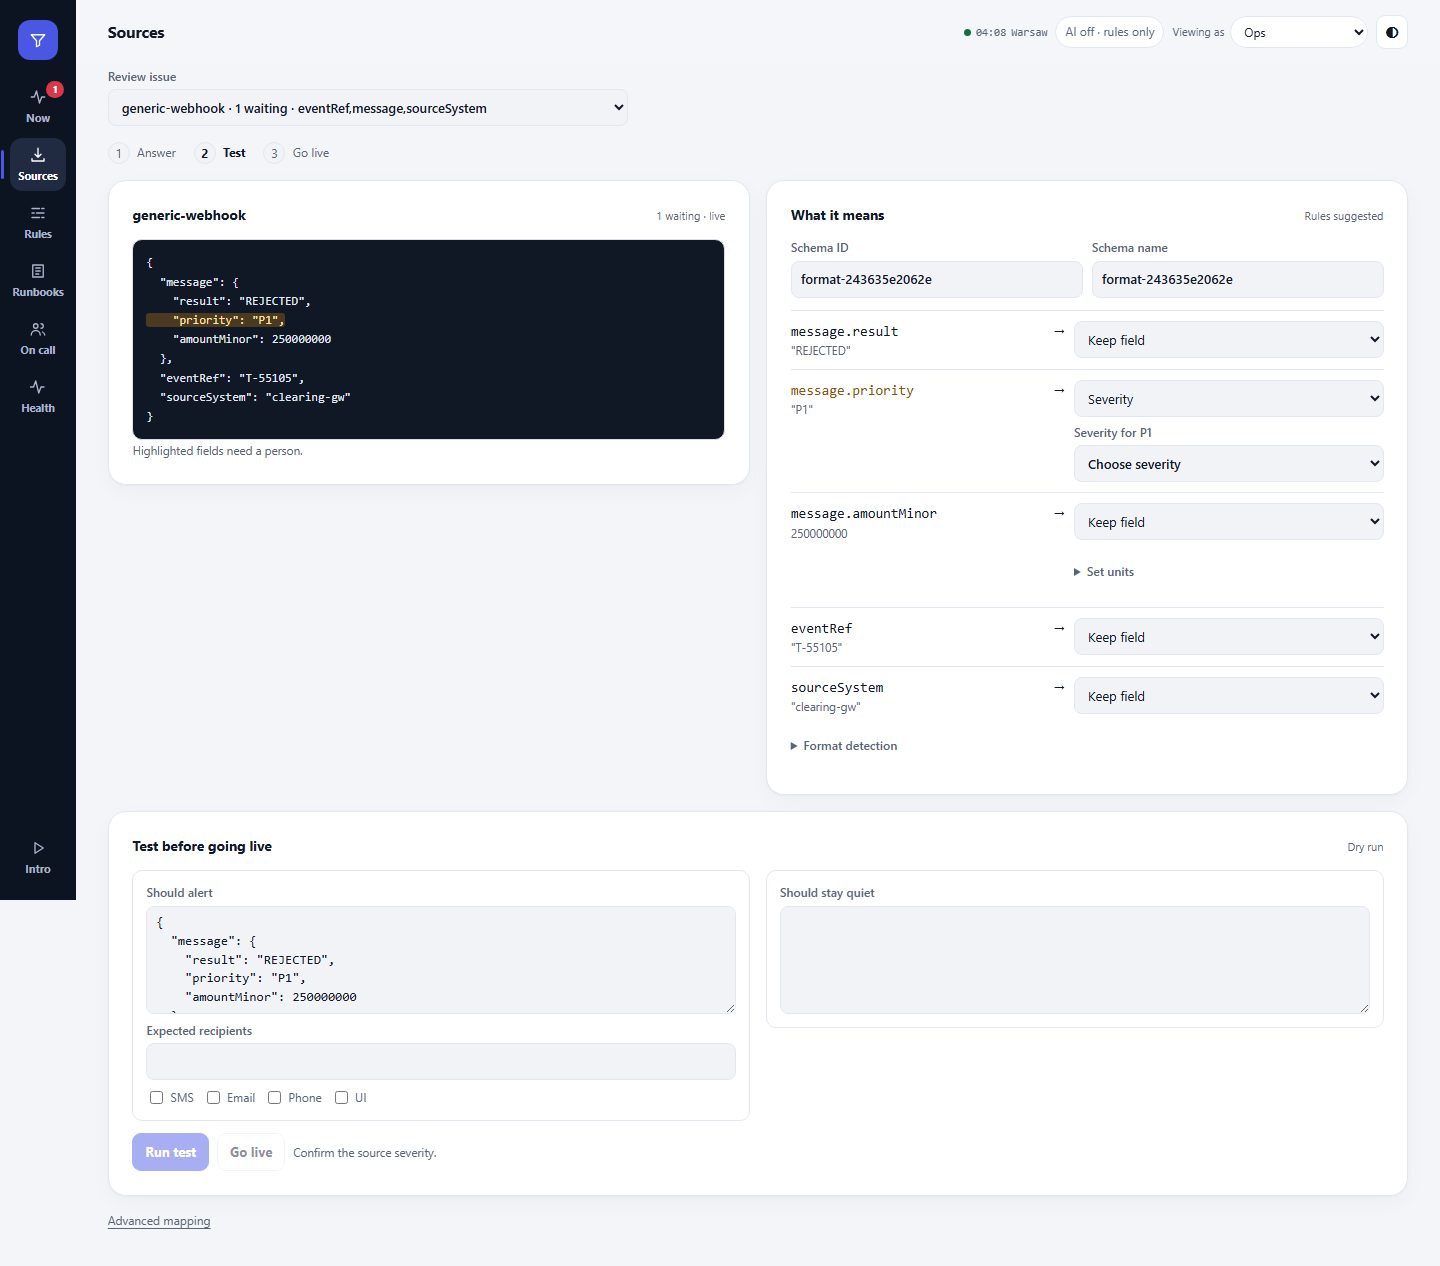 Sources
04:08 Warsaw
AI off · rules only
Viewing as
Ops
1
Now
Sources
Rules
Runbooks
On call
Health
Intro
Review issue
generic-webhook · 1 waiting · eventRef,message,sourceSystem
1 Answer
2 Test
3 Go live
generic-webhook
1 waiting · live
{
  "message": {
    "result": "REJECTED",
    "priority": "P1",
    "amountMinor": 250000000
  },
  "eventRef": "T-55105",
  "sourceSystem": "clearing-gw"
}
Highlighted fields need a person.
What it means
Rules suggested
Schema ID
Schema name
format-243635e2062e
format-243635e2062e
message.result → Keep field
"REJECTED"
message.priority → Severity
"P1"
Severity for P1
Choose severity
message.amountMinor → Keep field
250000000
▶ Set units
eventRef → Keep field
"T-55105"
sourceSystem → Keep field
"clearing-gw"
▶ Format detection
Test before going live
Dry run
Should alert
{
  "message": {
    "result": "REJECTED",
    "priority": "P1",
    "amountMinor": 250000000
Expected recipients
SMS Email Phone UI
Should stay quiet
Run test
Go live
Confirm the source severity.
Advanced mapping